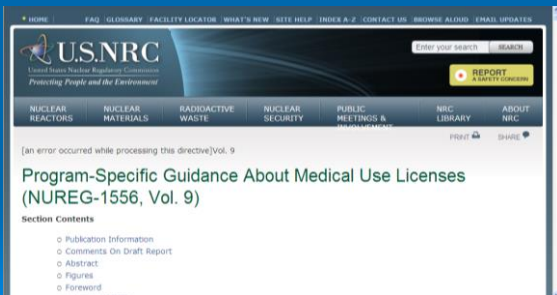 HOME FAQ GLOSSARY FACILITY LOCATOR WHAT'S NEW SITE HELP INDEX A-Z CONTACT US BROWSE ALOUD EMAIL UPDATES
U.S.NRC
United States Nuclear Regulatory Commission
Protecting People and the Environment
Enter your search SEARCH
REPORT
A SAFETY CONCERN
NUCLEAR REACTORS
NUCLEAR MATERIALS
RADIOACTIVE WASTE
NUCLEAR SECURITY
PUBLIC MEETINGS & INVOLVEMENT
NRC LIBRARY
ABOUT NRC
PRINT SHARE
[an error occurred while processing this directive]Vol. 9
Program-Specific Guidance About Medical Use Licenses
(NUREG-1556, Vol. 9)
Section Contents
Publication Information
Comments On Draft Report
Abstract
Figures
Foreword